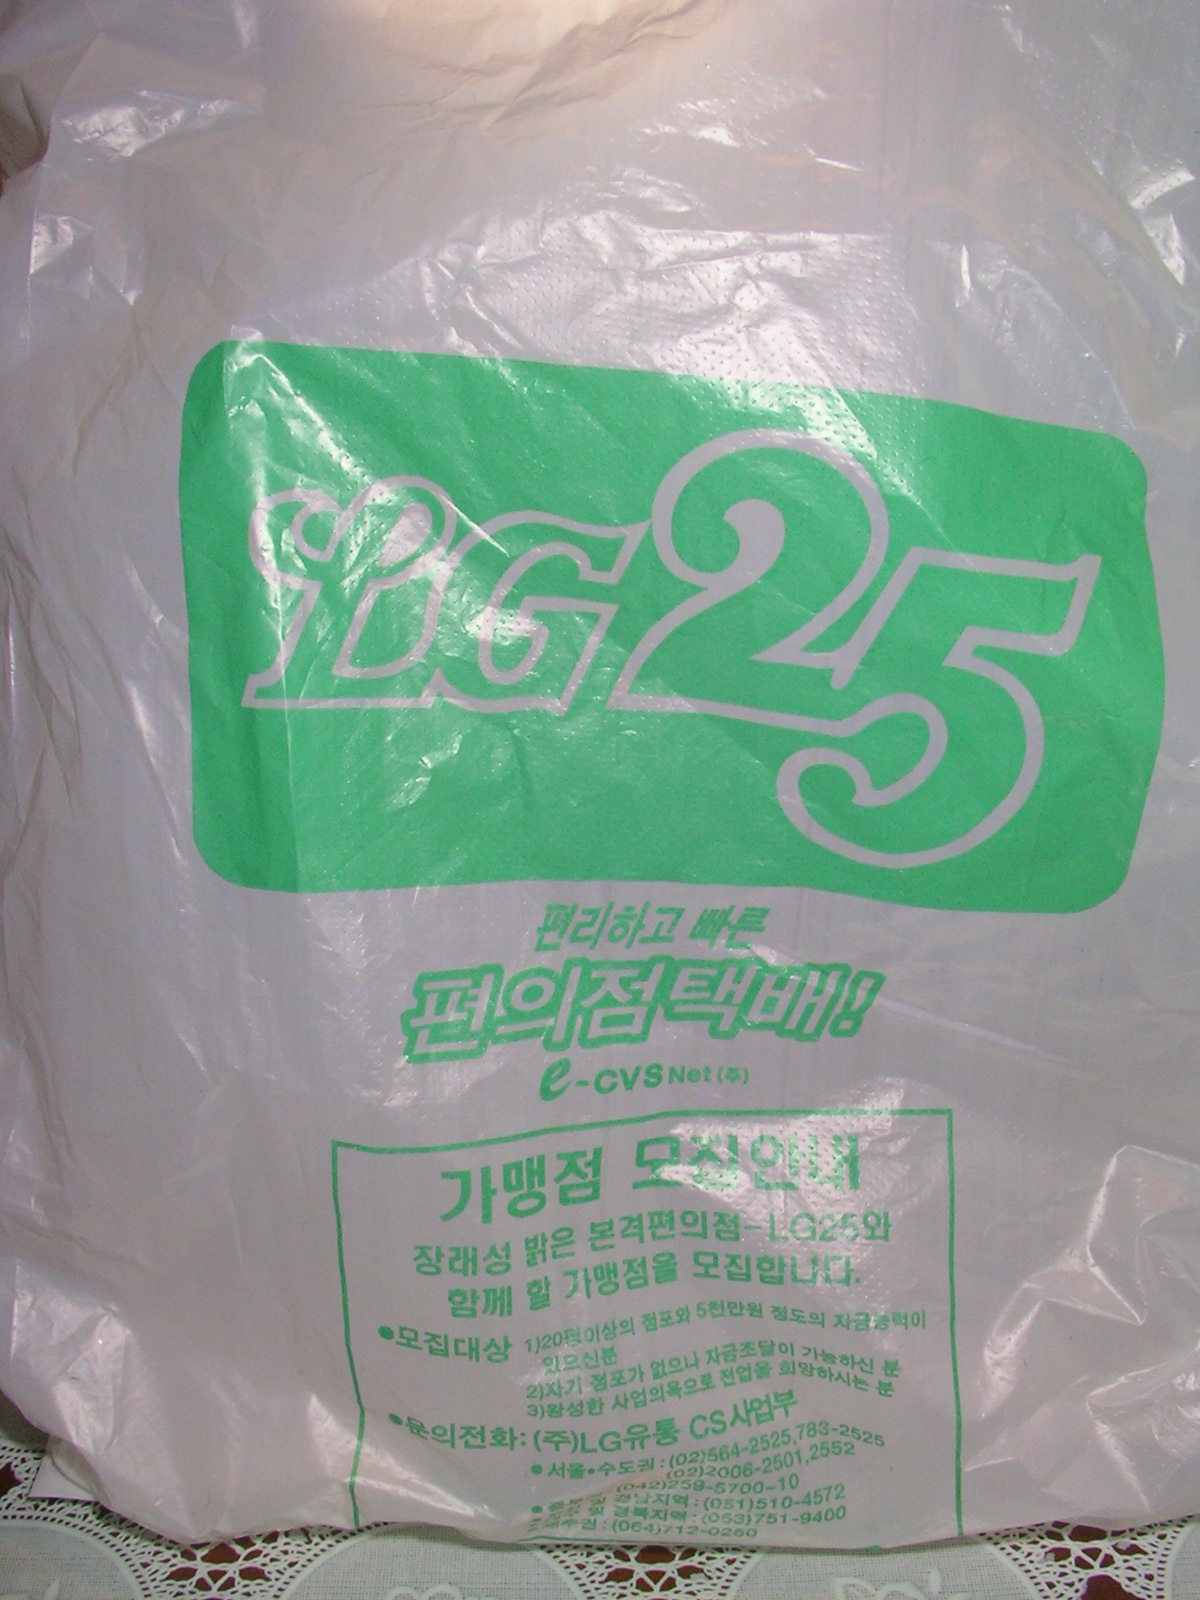 LG25
편리하고 빠른
편의점택배!
e-CVS Net (주)
가맹점 모집안내
장래성 밝은 본격편의점-LG25와
함께 할 가맹점을 모집합니다.
●모집대상 1)20평이상의 점포와 5천만원 정도의 자금능력이
있으신분
2)자기 점포가 없으나 자금조달이 가능하신 분
3)왕성한 사업의욕으로 전업을 희망하시는 분
●문의전화: (주)LG유통 CS사업부
● 서울•수도권 : (02)564-2525,783-2525
(02)2006-2501,2552
(042)259-5700~10
경남지역 : (051)510-4572
경북지역 : (053)751-9400
제주권 : (064)712-0250